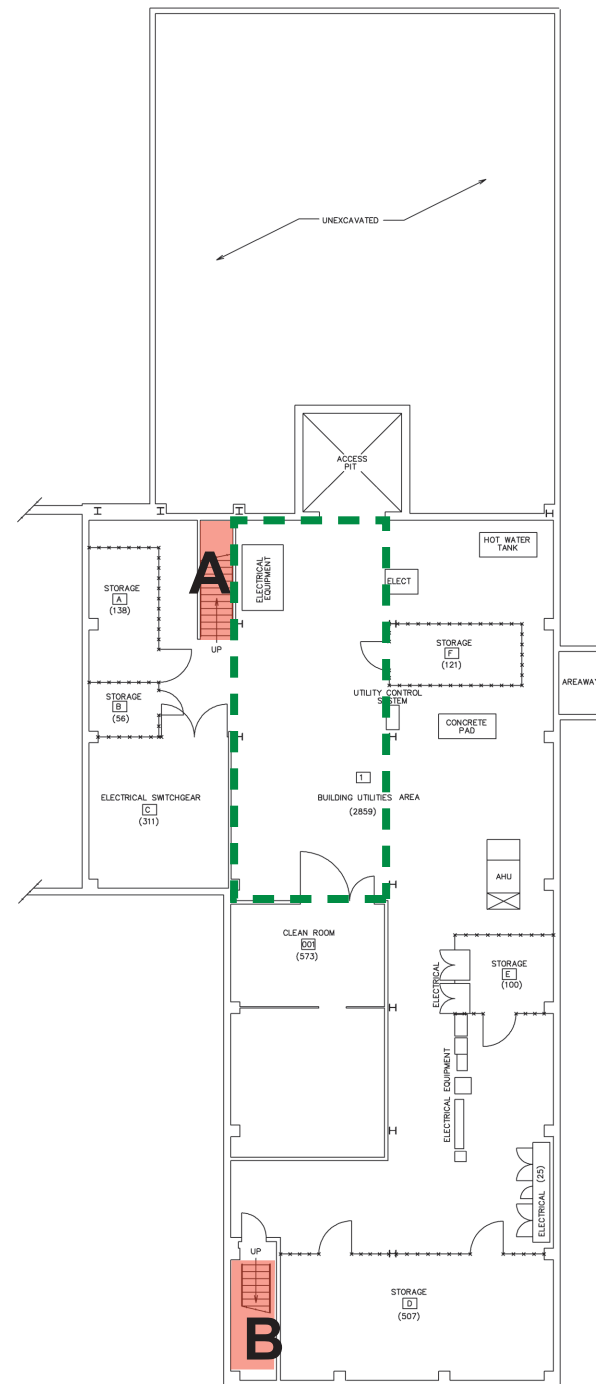 UNEXCAVATED
ACCESS
PIT
HOT WATER
TANK
A
ELECTRICAL
EQUIPMENT
ELECT
STORAGE
A
(138)
UP
STORAGE
F
(121)
AREAWAY
STORAGE
B
(56)
UTILITY CONTROL
SYSTEM
CONCRETE
PAD
1
BUILDING UTILITIES AREA
(2859)
ELECTRICAL SWITCHGEAR
C
(311)
AHU
CLEAN ROOM
001
(573)
STORAGE
E
(100)
ELECTRICAL
ELECTRICAL EQUIPMENT
ELECTRICAL (25)
UP
B
STORAGE
D
(507)